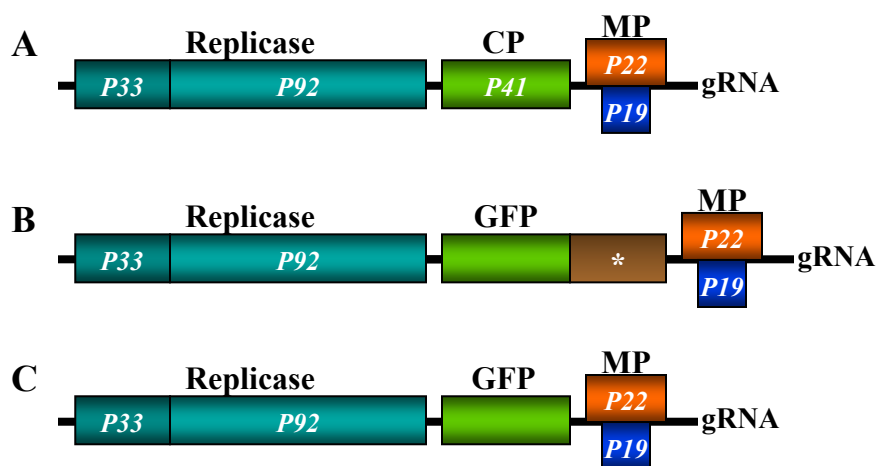 A Replicase CP MP
P33 P92 P41 P22 gRNA
P19
B Replicase GFP MP
P33 P92 * P22 gRNA
P19
C Replicase GFP MP
P33 P92 P22 gRNA
P19